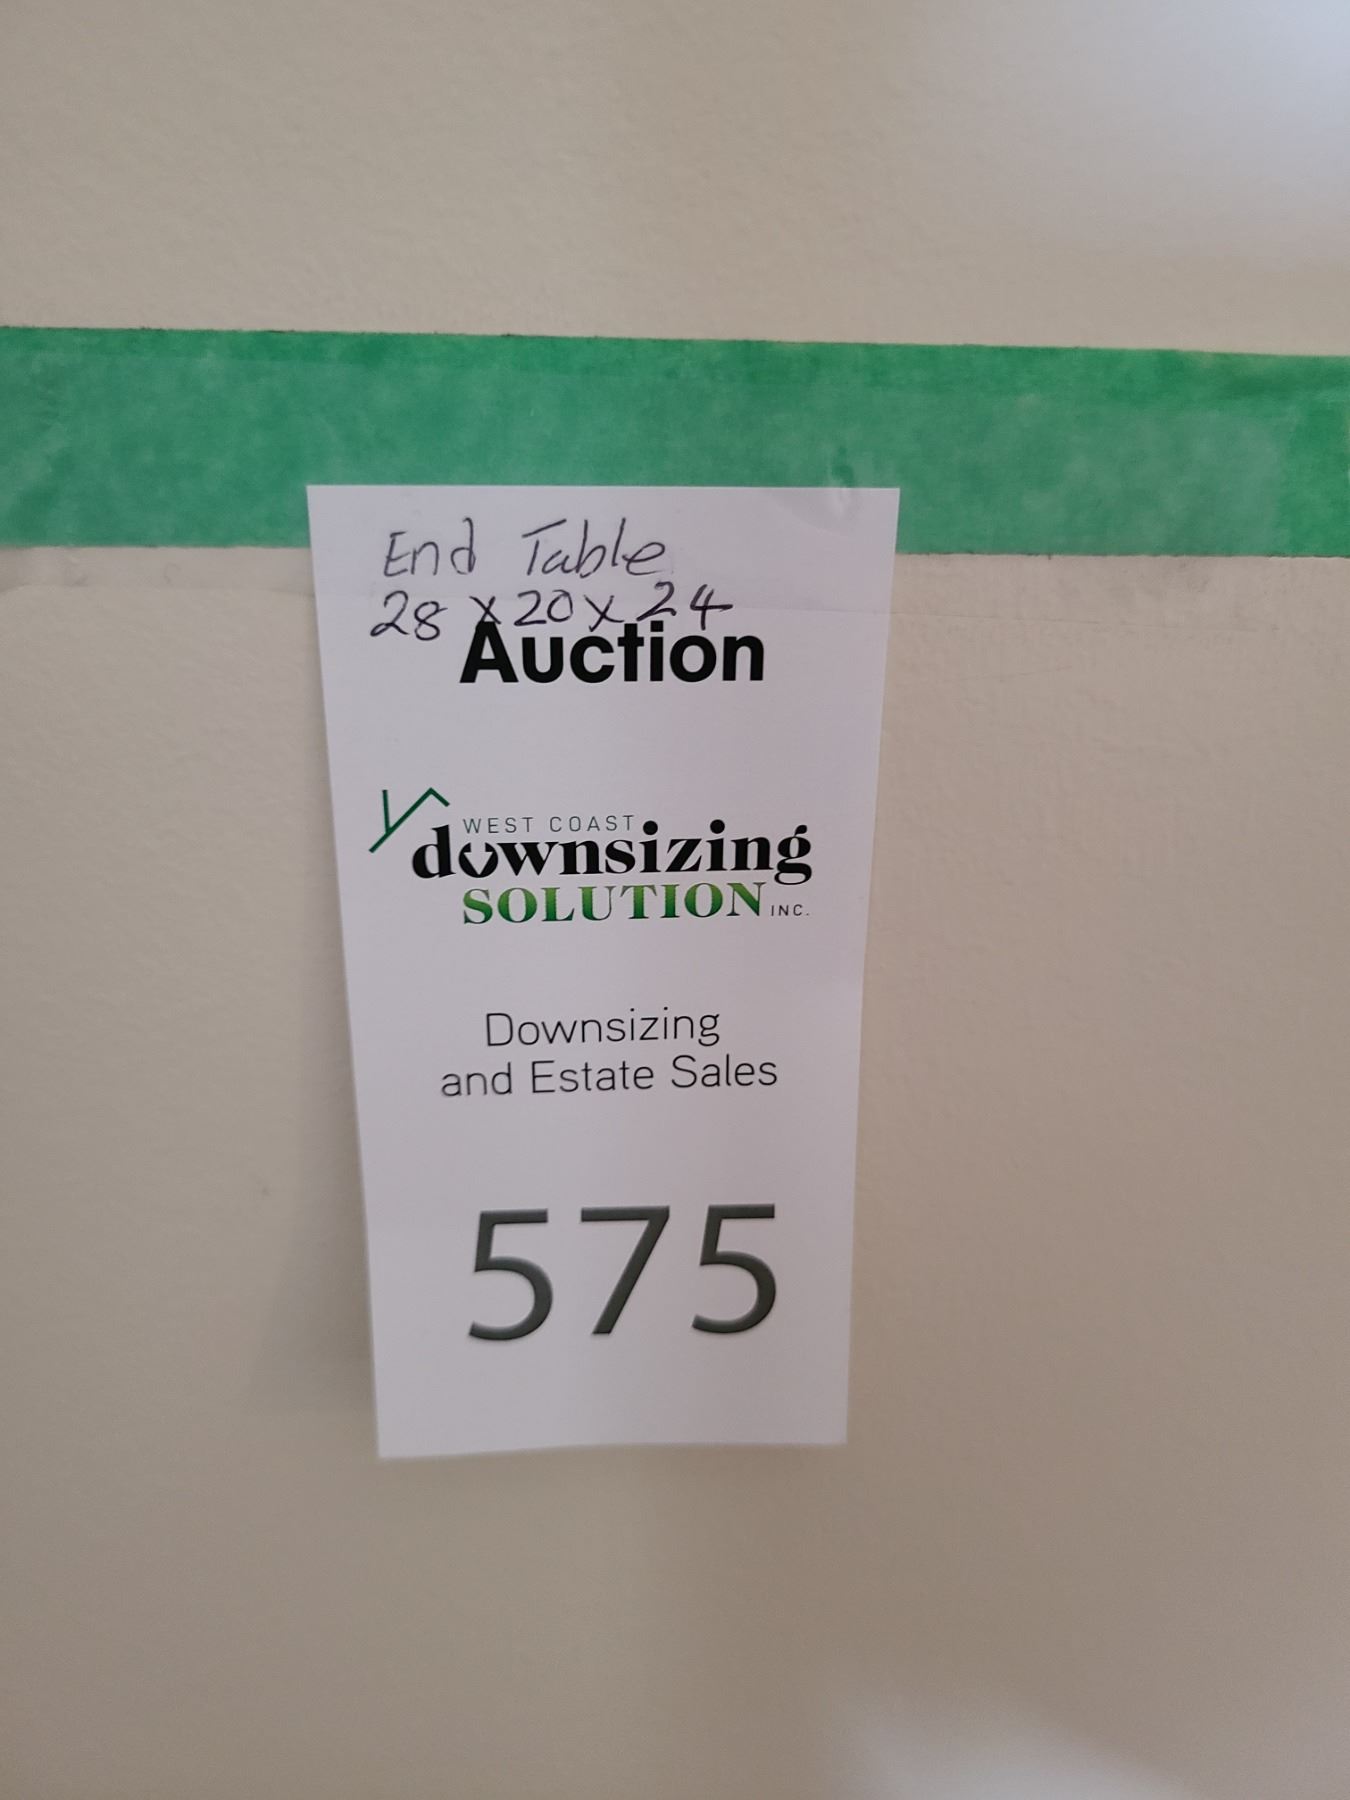 End Table
28 x 20 x 24
Auction
WEST COAST
downsizing
SOLUTION INC.
Downsizing
and Estate Sales
575